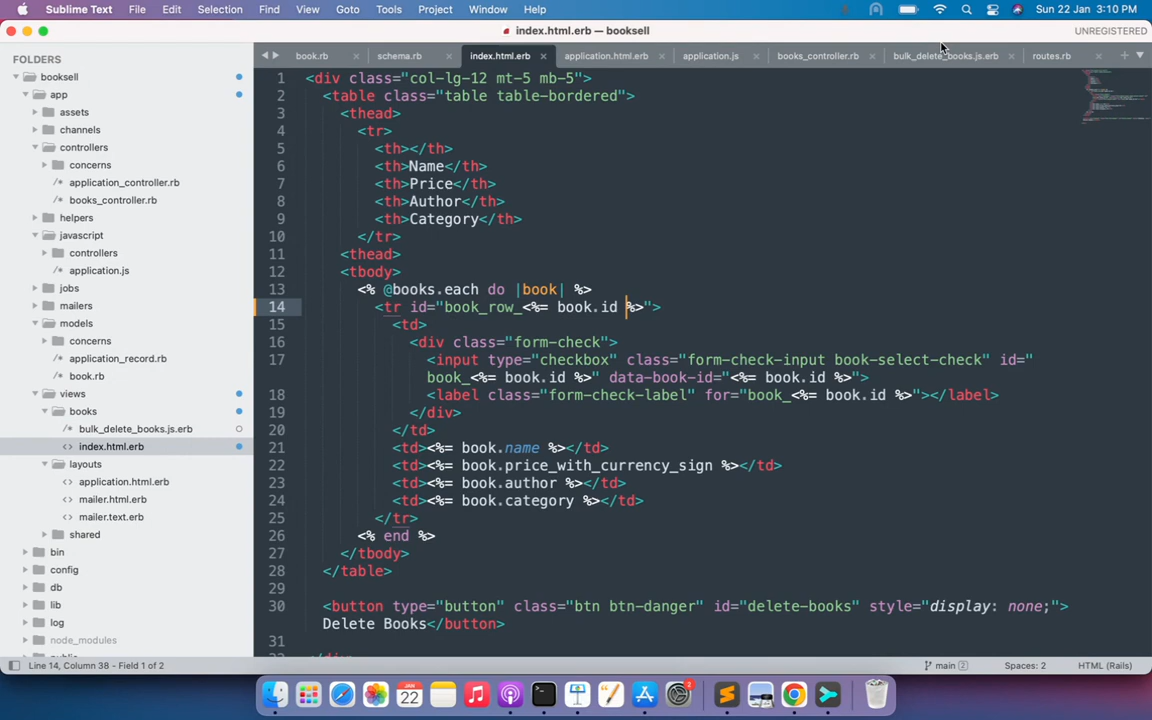 Sublime Text File Edit Selection Find View Goto Tools Project Window Help Sun 22 Jan 3:10 PM
index.html.erb — booksell UNREGISTERED
book.rb schema.rb index.html.erb application.html.erb application.js books_controller.rb bulk_delete_books.js.erb routes.rb
FOLDERS
booksell
app
assets
channels
controllers
concerns
application_controller.rb
books_controller.rb
helpers
javascript
controllers
application.js
jobs
mailers
models
concerns
application_record.rb
book.rb
views
books
bulk_delete_books.js.erb
index.html.erb
layouts
application.html.erb
mailer.html.erb
mailer.text.erb
shared
bin
config
db
lib
log
node_modules
1 <div class="col-lg-12 mt-5 mb-5">
2 <table class="table table-bordered">
3 <thead>
4 <tr>
5 <th></th>
6 <th>Name</th>
7 <th>Price</th>
8 <th>Author</th>
9 <th>Category</th>
10 </tr>
11 <thead>
12 <tbody>
13 <% @books.each do |book| %>
14 <tr id="book_row_<%= book.id %>">
15 <td>
16 <div class="form-check">
17 <input type="checkbox" class="form-check-input book-select-check" id="
book_<%= book.id %>" data-book-id="<%= book.id %>">
18 <label class="form-check-label" for="book_<%= book.id %>"></label>
19 </div>
20 </td>
21 <td><%= book.name %></td>
22 <td><%= book.price_with_currency_sign %></td>
23 <td><%= book.author %></td>
24 <td><%= book.category %></td>
25 </tr>
26 <% end %>
27 </tbody>
28 </table>
29
30 <button type="button" class="btn btn-danger" id="delete-books" style="display: none;">
Delete Books</button>
31
Line 14, Column 38 - Field 1 of 2 main 2 Spaces: 2 HTML (Rails)
JAN
22
2